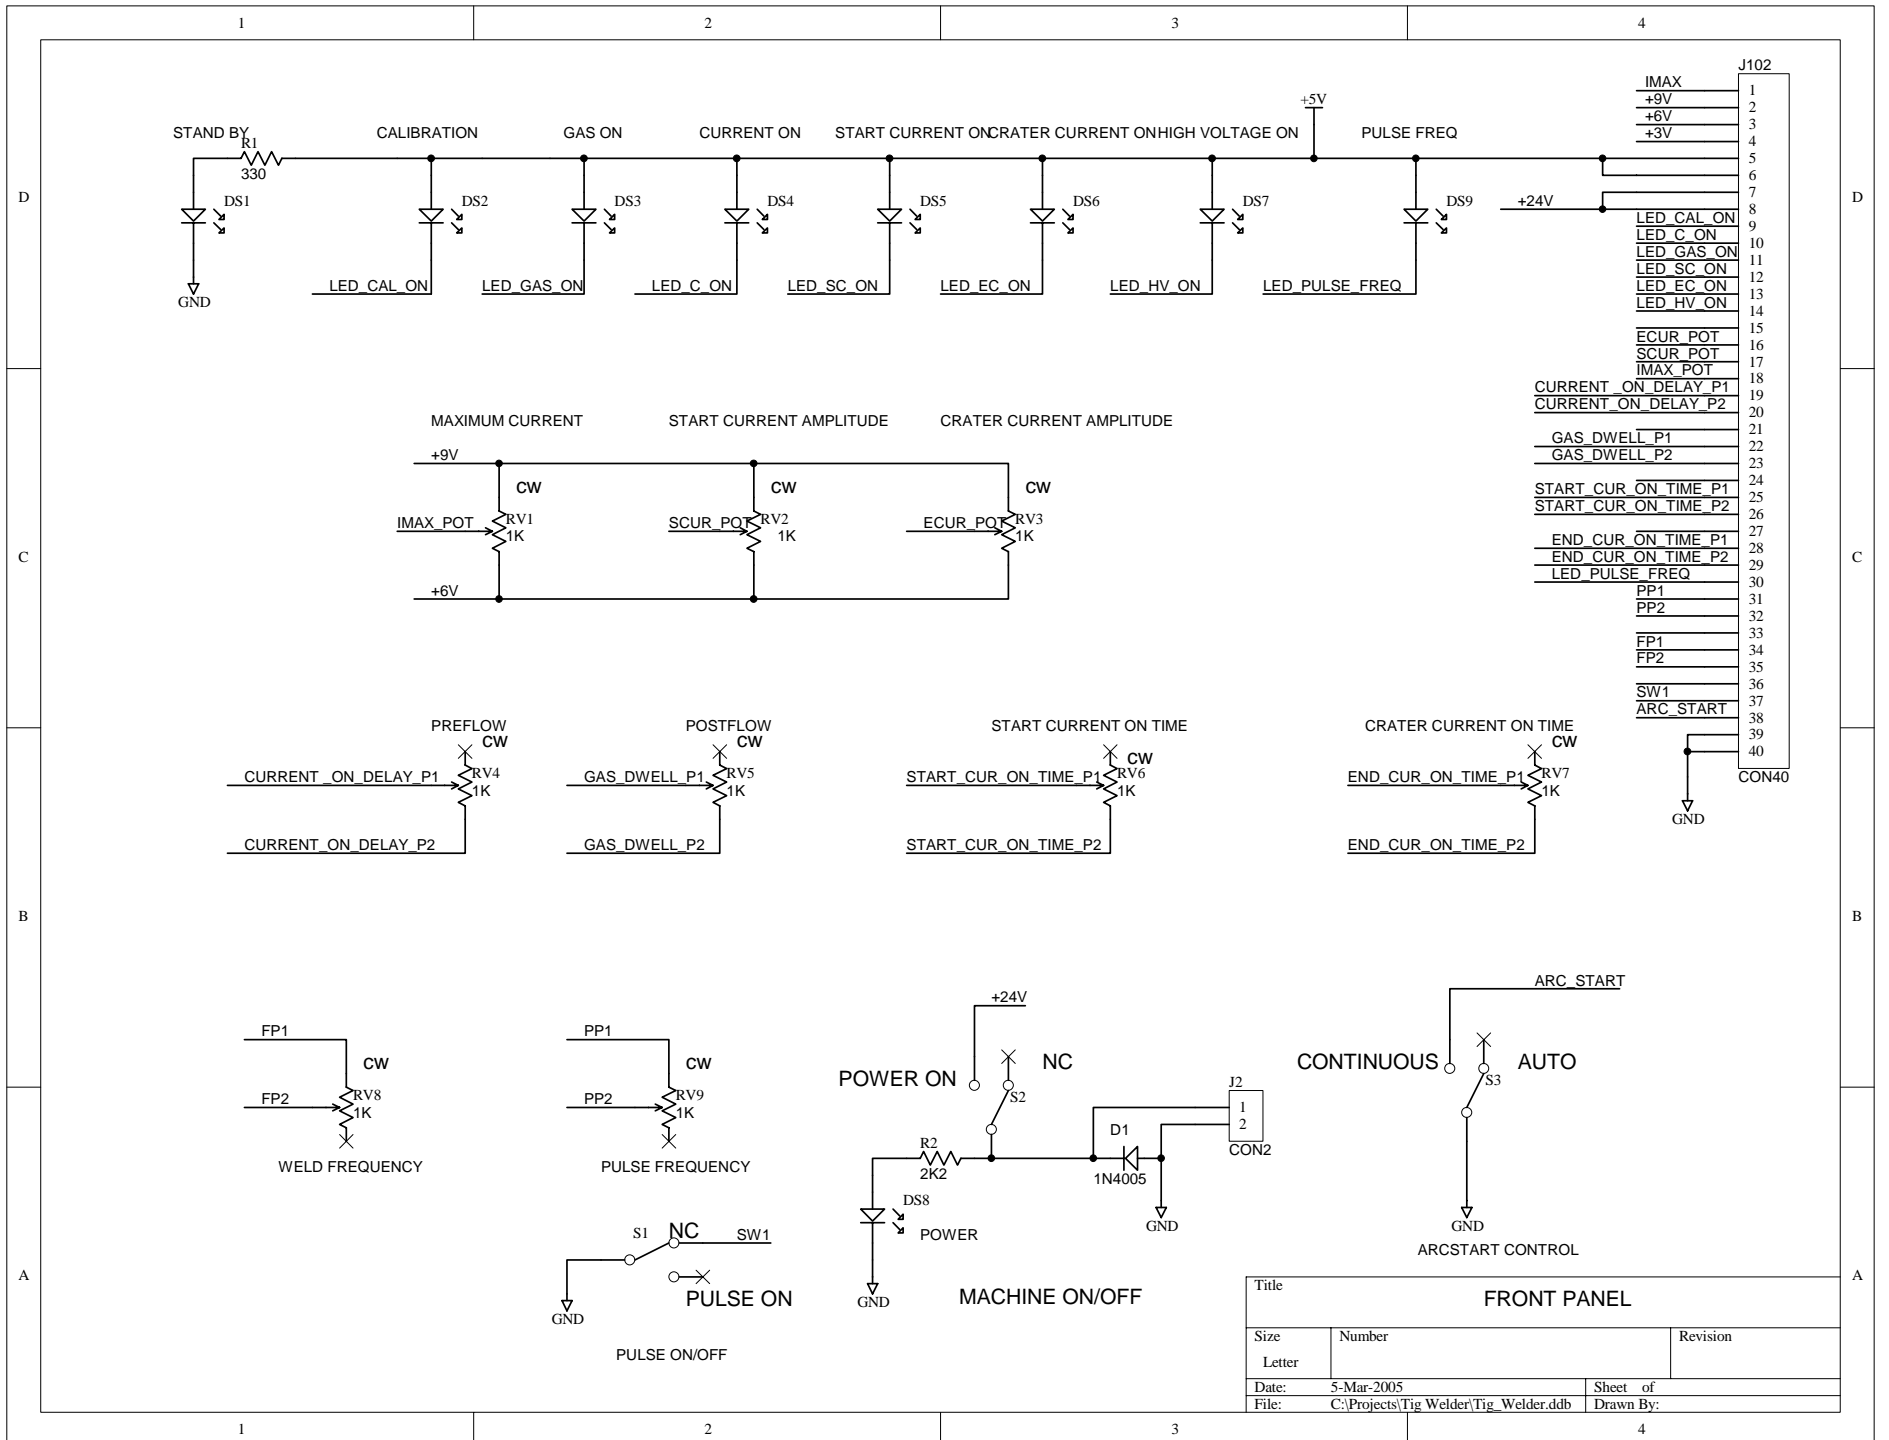 1 2 3 4
J102
IMAX 1
+9V 2
+6V 3
+3V 4
5
6
7
+24V 8
LED_CAL_ON 9
LED_C_ON 10
LED_GAS_ON 11
LED_SC_ON 12
LED_EC_ON 13
LED_HV_ON 14
15
ECUR_POT 16
SCUR_POT 17
IMAX_POT 18
CURRENT _ON_DELAY_P1 19
CURRENT_ON_DELAY_P2 20
21
GAS_DWELL_P1 22
GAS_DWELL_P2 23
24
START_CUR_ON_TIME_P1 25
START_CUR_ON_TIME_P2 26
27
END_CUR_ON_TIME_P1 28
END_CUR_ON_TIME_P2 29
LED_PULSE_FREQ 30
PP1 31
PP2 32
33
FP1 34
FP2 35
36
SW1 37
ARC_START 38
39
40
CON40
GND
+5V
STAND BY CALIBRATION GAS ON CURRENT ON START CURRENT ON CRATER CURRENT ON HIGH VOLTAGE ON PULSE FREQ
R1
330
D D
DS1 DS2 DS3 DS4 DS5 DS6 DS7 DS9
LED_CAL_ON LED_GAS_ON LED_C_ON LED_SC_ON LED_EC_ON LED_HV_ON LED_PULSE_FREQ
GND
MAXIMUM CURRENT START CURRENT AMPLITUDE CRATER CURRENT AMPLITUDE
+9V
CW CW CW
IMAX_POT RV1 SCUR_POT RV2 ECUR_POT RV3
1K 1K 1K
C C
+6V
PREFLOW POSTFLOW START CURRENT ON TIME CRATER CURRENT ON TIME
CW CW CW CW
CURRENT _ON_DELAY_P1 RV4 GAS_DWELL_P1 RV5 START_CUR_ON_TIME_P1 RV6 END_CUR_ON_TIME_P1 RV7
1K 1K 1K 1K
CURRENT_ON_DELAY_P2 GAS_DWELL_P2 START_CUR_ON_TIME_P2 END_CUR_ON_TIME_P2
B B
FP1
CW
FP2 RV8
1K
WELD FREQUENCY
PP1
CW
PP2 RV9
1K
PULSE FREQUENCY
+24V
POWER ON NC
S2
R2
2K2
D1
1N4005
J2
1
2
CON2
GND
DS8
POWER
GND
MACHINE ON/OFF
ARC_START
CONTINUOUS AUTO
S3
GND
ARCSTART CONTROL
S1 NC SW1
GND
PULSE ON
PULSE ON/OFF
A A
Title
FRONT PANEL
Size Number Revision
Letter
Date: 5-Mar-2005 Sheet of
File: C:\Projects\Tig Welder\Tig_Welder.ddb Drawn By:
1 2 3 4